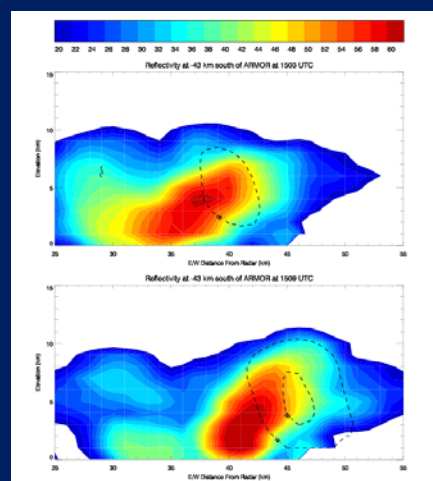 20 22 24 26 28 30 32 34 36 38 40 42 44 46 48 50 52 54 56 58 60
Reflectivity at -43 km south of ARMOR at 1503 UTC
15
10
5
0
Elevation (km)
25 30 35 40 45 50 55
E/W Distance From Radar (km)
Reflectivity at -43 km south of ARMOR at 1509 UTC
15
10
5
0
Elevation (km)
25 30 35 40 45 50 55
E/W Distance From Radar (km)